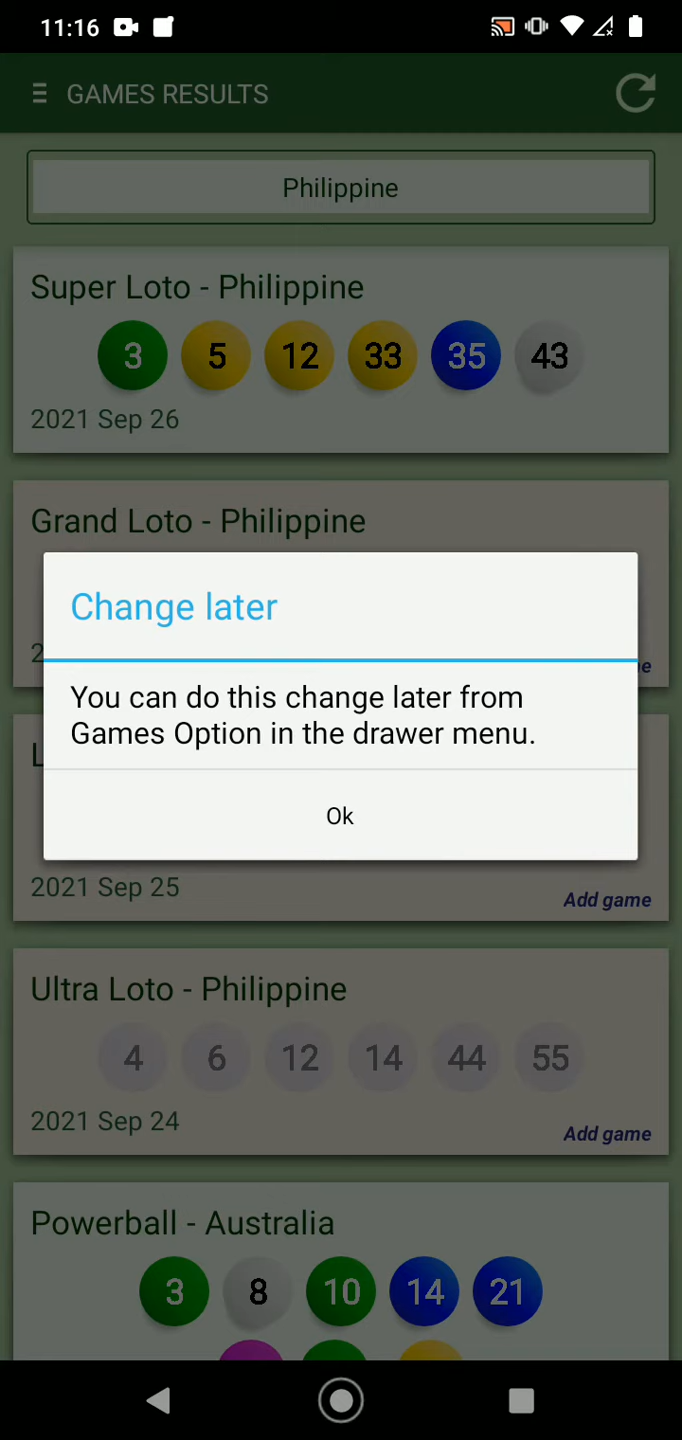 11:16
GAMES RESULTS
Philippine
Super Loto - Philippine
3 5 12 33 35 43
2021 Sep 26
Grand Loto - Philippine
Change later
You can do this change later from
Games Option in the drawer menu.
Ok
2021 Sep 25
Add game
Ultra Loto - Philippine
4 6 12 14 44 55
2021 Sep 24
Add game
Powerball - Australia
3 8 10 14 21